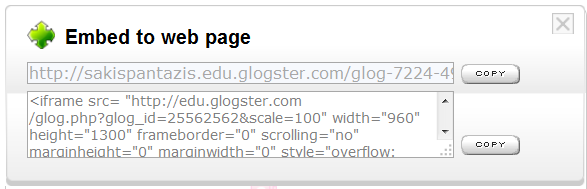 Embed to web page
http://sakispantazis.edu.glogster.com/glog-7224-49
COPY
<iframe src= "http://edu.glogster.com
/glog.php?glog_id=25562562&scale=100" width="960"
height="1300" frameborder="0" scrolling="no"
marginheight="0" marginwidth="0" style="overflow:
COPY